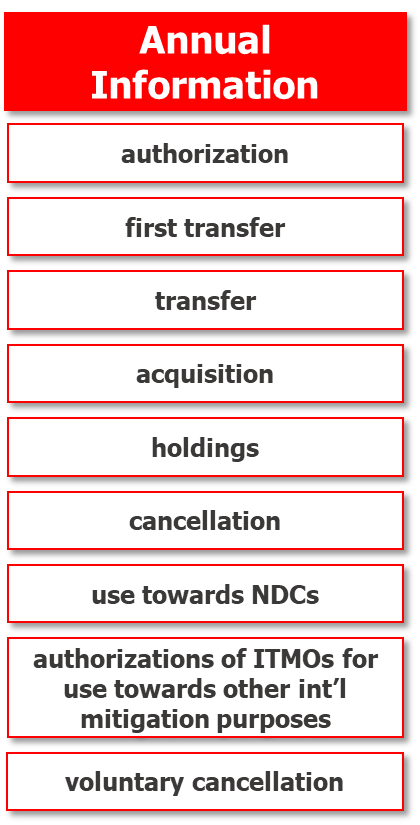 Annual
Information
authorization
first transfer
transfer
acquisition
holdings
cancellation
use towards NDCs
authorizations of ITMOs for
use towards other int’l
mitigation purposes
voluntary cancellation